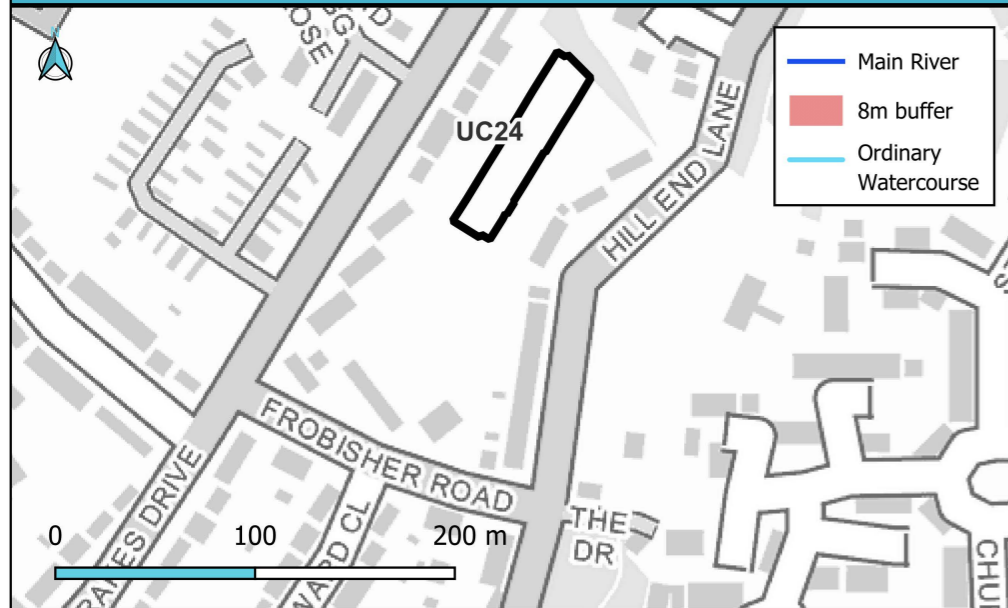 N
UC24
HILL END LANE
FROBISHER ROAD
THE
DR
0 100 200 m
Main River
8m buffer
Ordinary
Watercourse